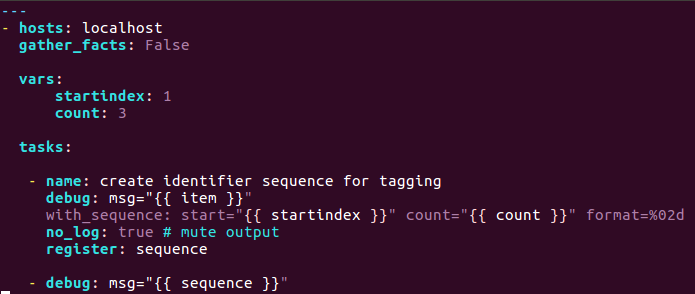 ---
- hosts: localhost
  gather_facts: False

  vars:
      startindex: 1
      count: 3

  tasks:

   - name: create identifier sequence for tagging
     debug: msg="{{ item }}"
     with_sequence: start="{{ startindex }}" count="{{ count }}" format=%02d
     no_log: true # mute output
     register: sequence

   - debug: msg="{{ sequence }}"